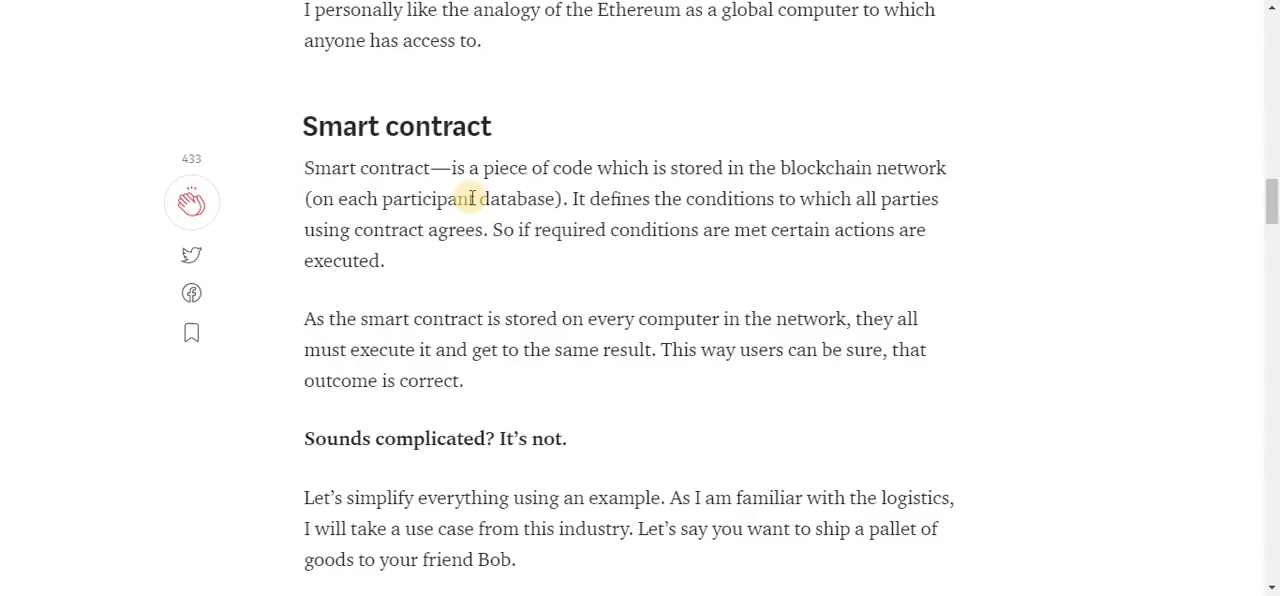 I personally like the analogy of the Ethereum as a global computer to which
anyone has access to.
Smart contract
433
Smart contract—is a piece of code which is stored in the blockchain network
(on each participant database). It defines the conditions to which all parties
using contract agrees. So if required conditions are met certain actions are
executed.
As the smart contract is stored on every computer in the network, they all
must execute it and get to the same result. This way users can be sure, that
outcome is correct.
Sounds complicated? It’s not.
Let’s simplify everything using an example. As I am familiar with the logistics,
I will take a use case from this industry. Let’s say you want to ship a pallet of
goods to your friend Bob.